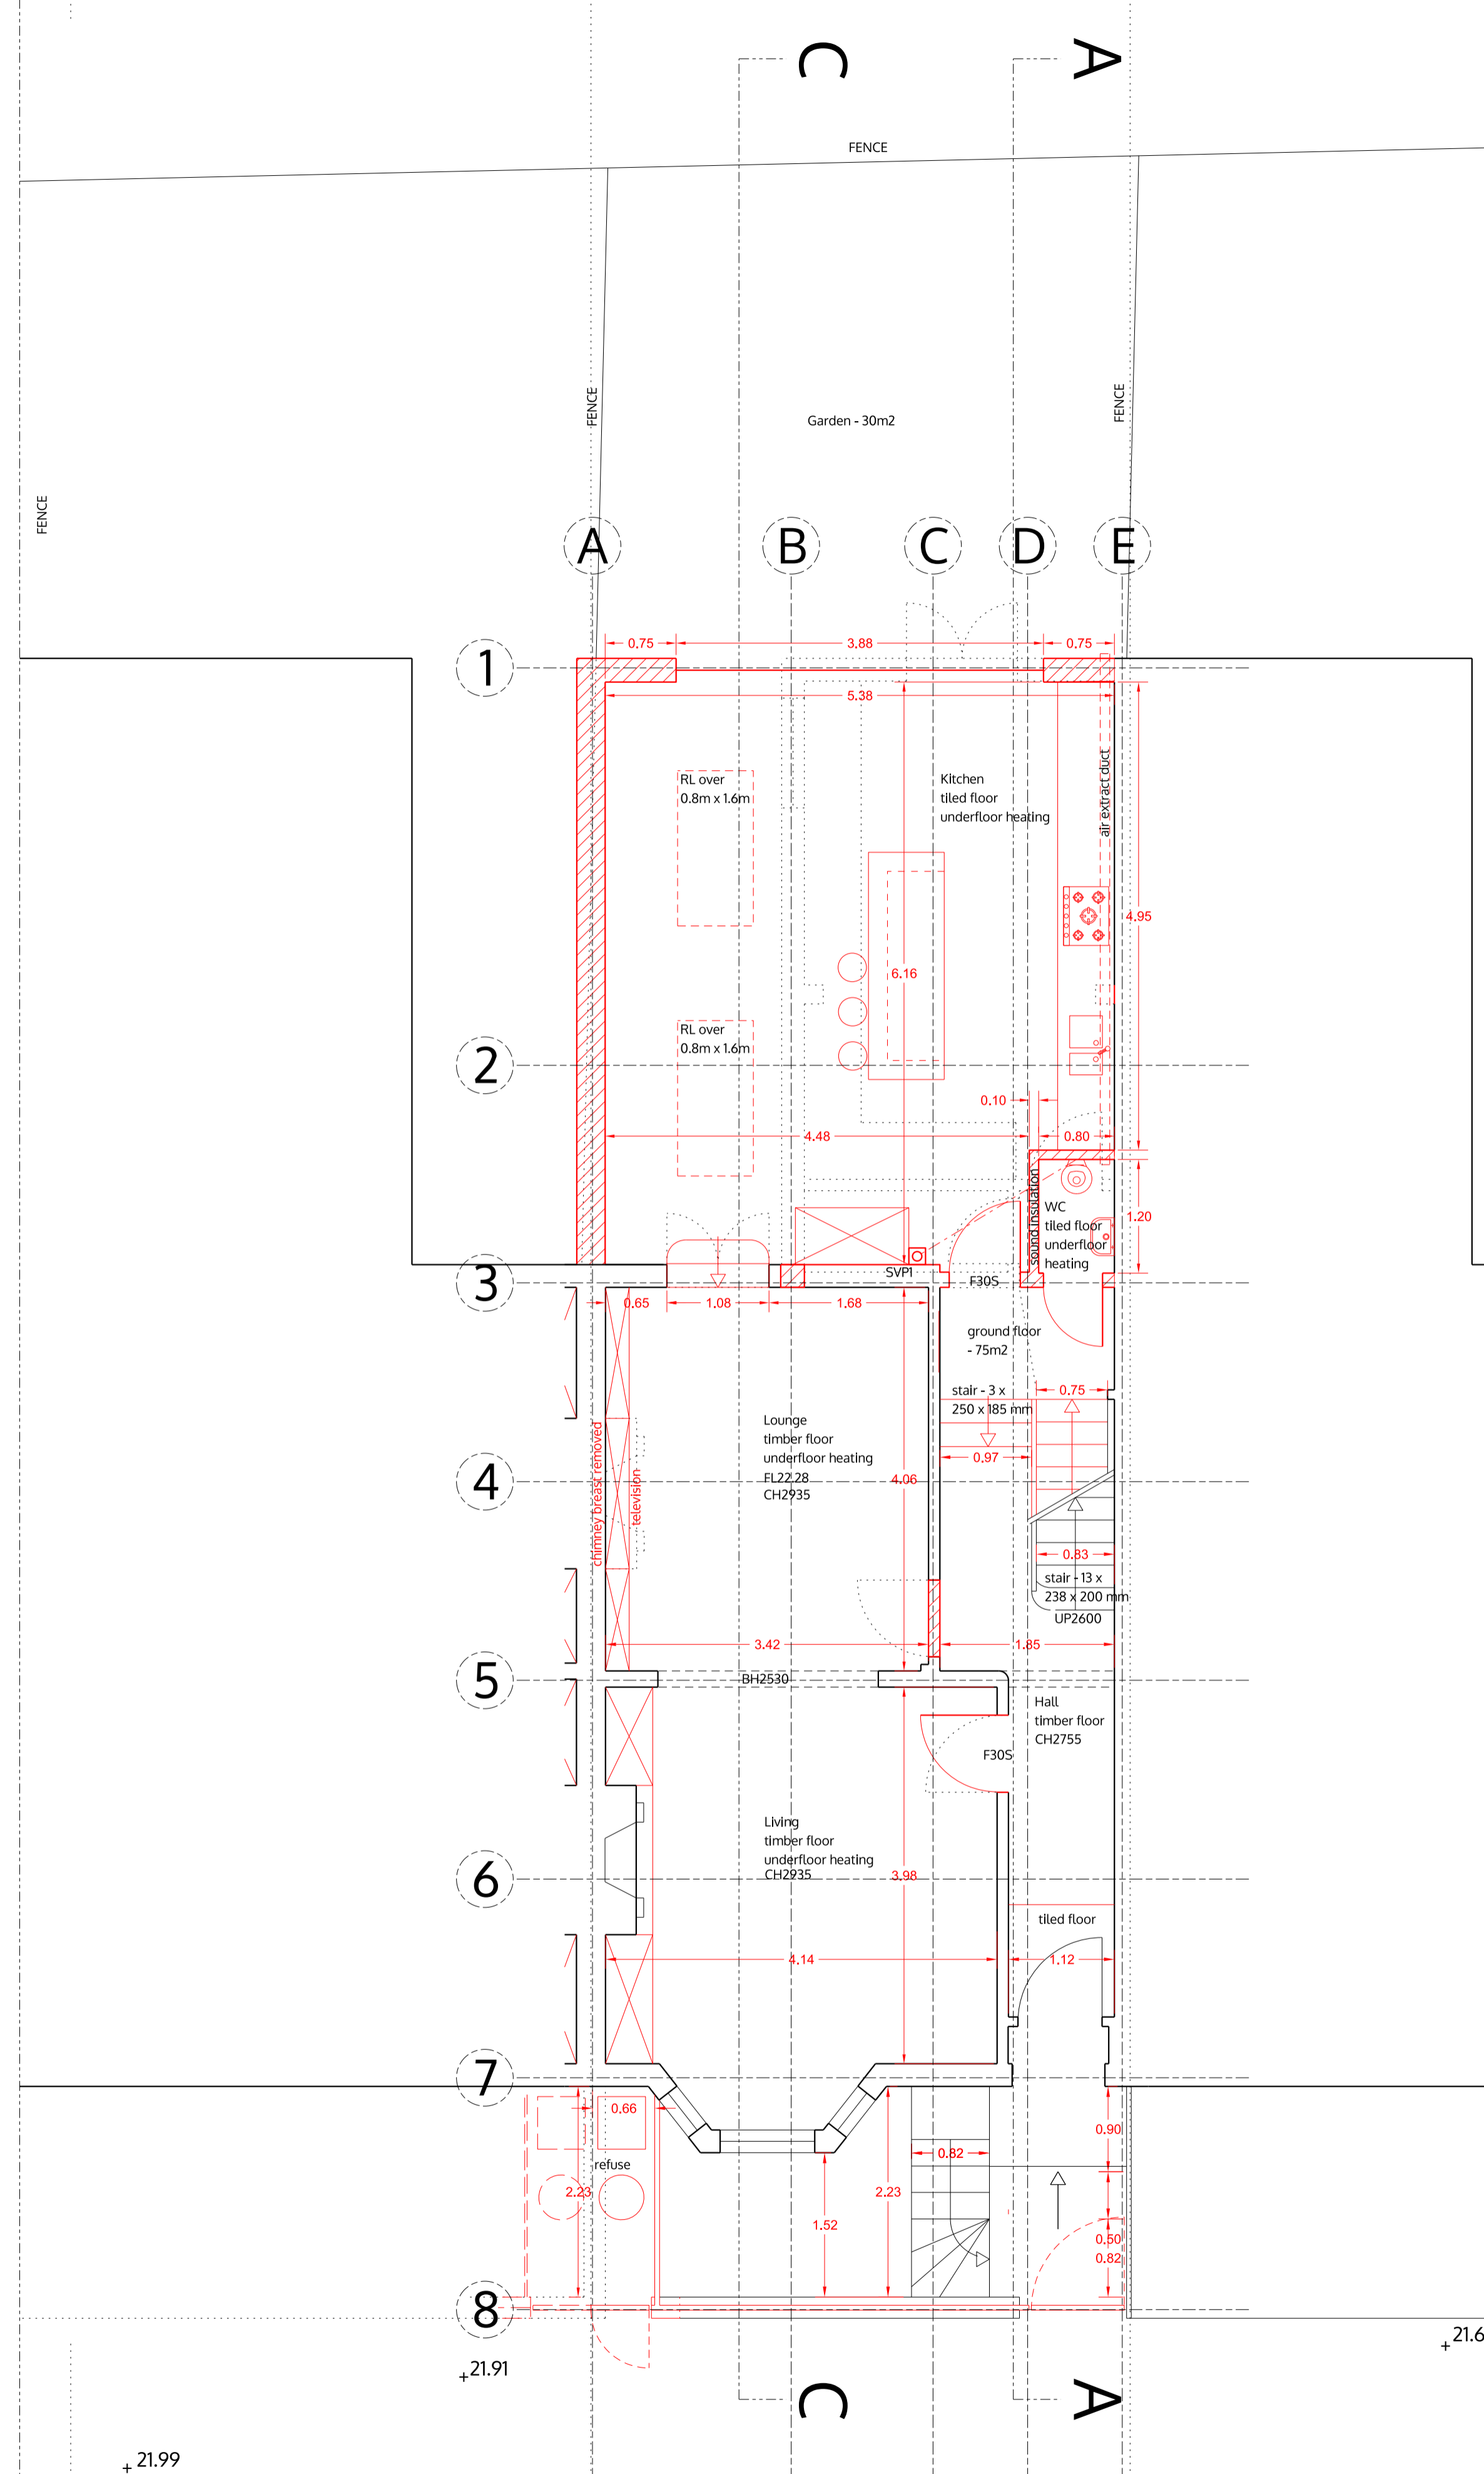 C
A
FENCE
FENCE
FENCE
Garden - 30m2
FENCE
A
B
C
D
E
0.75
3.88
0.75
1
5.38
RL over
0.8m x 1.6m
Kitchen
tiled floor
underfloor heating
air extract duct
4.95
6.16
RL over
0.8m x 1.6m
2
0.10
4.48
0.80
sound insulation
WC
tiled floor
underfloor
heating
1.20
3
SVP1
F30S
0.65
1.08
1.68
ground floor
- 75m2
stair - 3 x
250 x 185 mm
0.75
Lounge
timber floor
underfloor heating
FL22.28
CH2935
chimney breast removed
television
4
4.06
0.97
0.83
stair - 13 x
238 x 200 mm
UP2600
3.42
1.85
5
BH2530
Hall
timber floor
CH2755
F30S
Living
timber floor
underfloor heating
CH2935
6
3.98
tiled floor
4.14
1.12
7
0.66
0.90
0.82
refuse
2.23
2.23
1.52
0.50
0.82
8
21.91
21.6
C
A
21.99